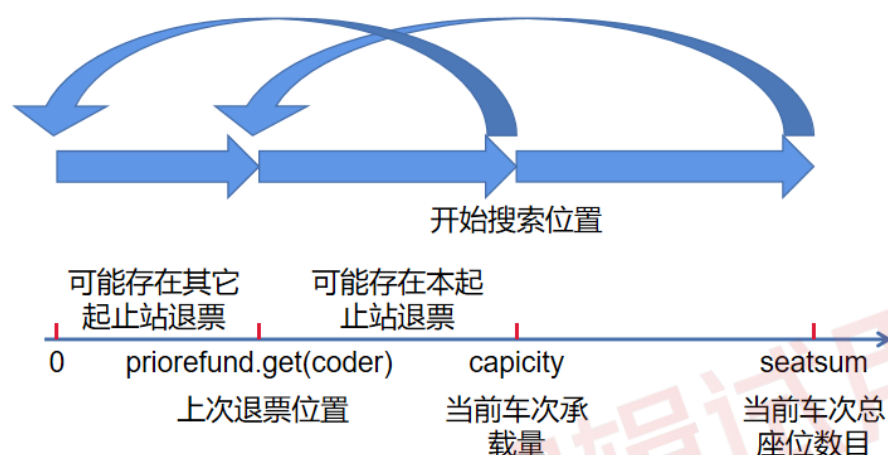 开始搜索位置
可能存在其它
起止站退票
可能存在本起
止站退票
0
priorefund.get(coder)
capicity
seatsum
上次退票位置
当前车次承
载量
当前车次总
座位数目